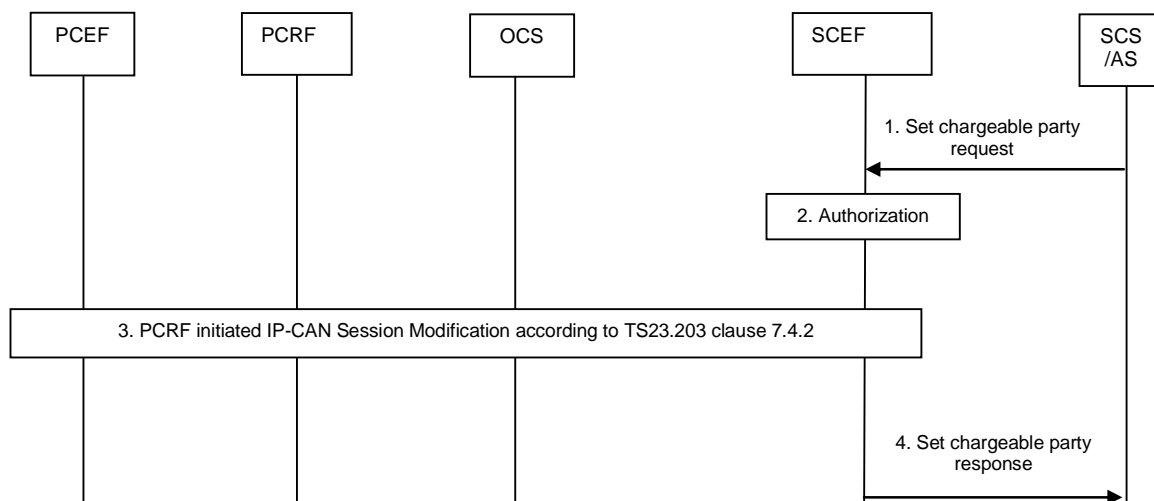 PCEF
PCRF
OCS
SCEF
SCS
/AS
1. Set chargeable party
request
2. Authorization
3. PCRF initiated IP-CAN Session Modification according to TS23.203 clause 7.4.2
4. Set chargeable party
response